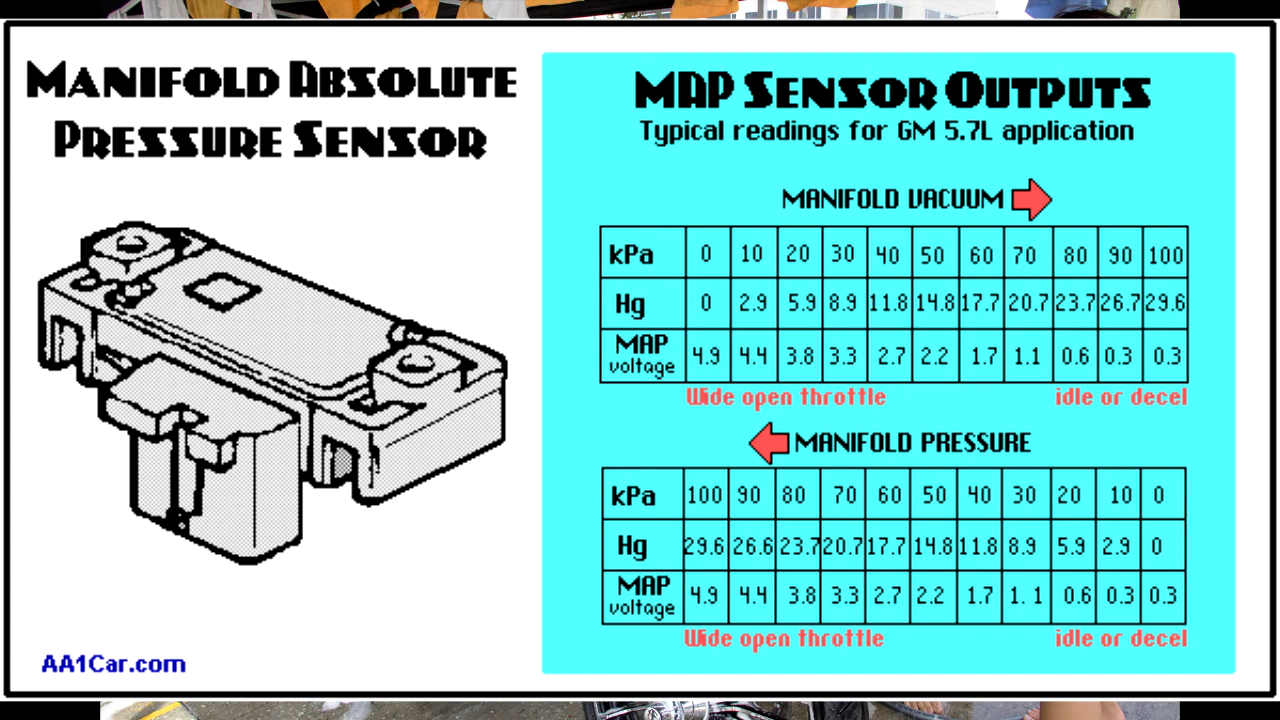 MANIFOLD ABSOLUTE
PRESSURE SENSOR
AA1Car.com
MAP SENSOR OUTPUTS
Typical readings for GM 5.7L application
MANIFOLD VACUUM
kPa 0 10 20 30 40 50 60 70 80 90 100
Hg 0 2.9 5.9 8.9 11.8 14.8 17.7 20.7 23.7 26.7 29.6
MAP voltage 4.9 4.4 3.8 3.3 2.7 2.2 1.7 1.1 0.6 0.3 0.3
Wide open throttle idle or decel
MANIFOLD PRESSURE
kPa 100 90 80 70 60 50 40 30 20 10 0
Hg 29.6 26.6 23.7 20.7 17.7 14.8 11.8 8.9 5.9 2.9 0
MAP voltage 4.9 4.4 3.8 3.3 2.7 2.2 1.7 1. 1 0.6 0.3 0.3
Wide open throttle idle or decel